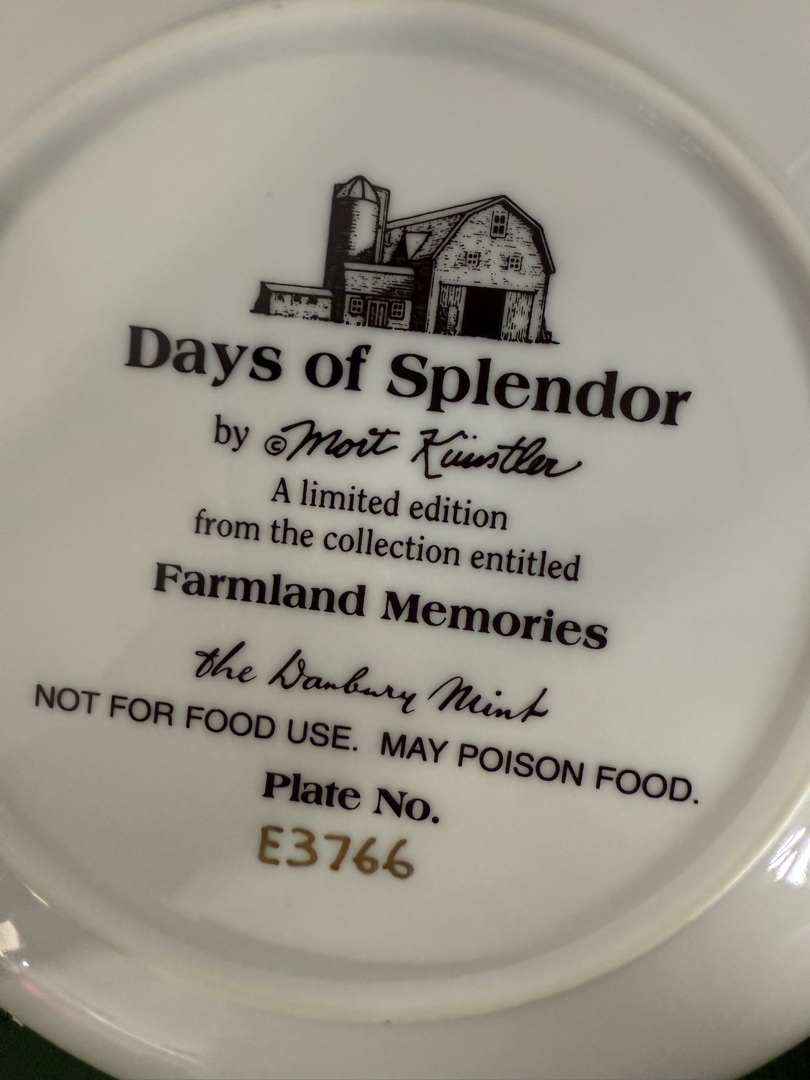 Days of Splendor
by © Mort Künstler
A limited edition
from the collection entitled
Farmland Memories
the Danbury Mint
NOT FOR FOOD USE. MAY POISON FOOD.
Plate No.
E3766